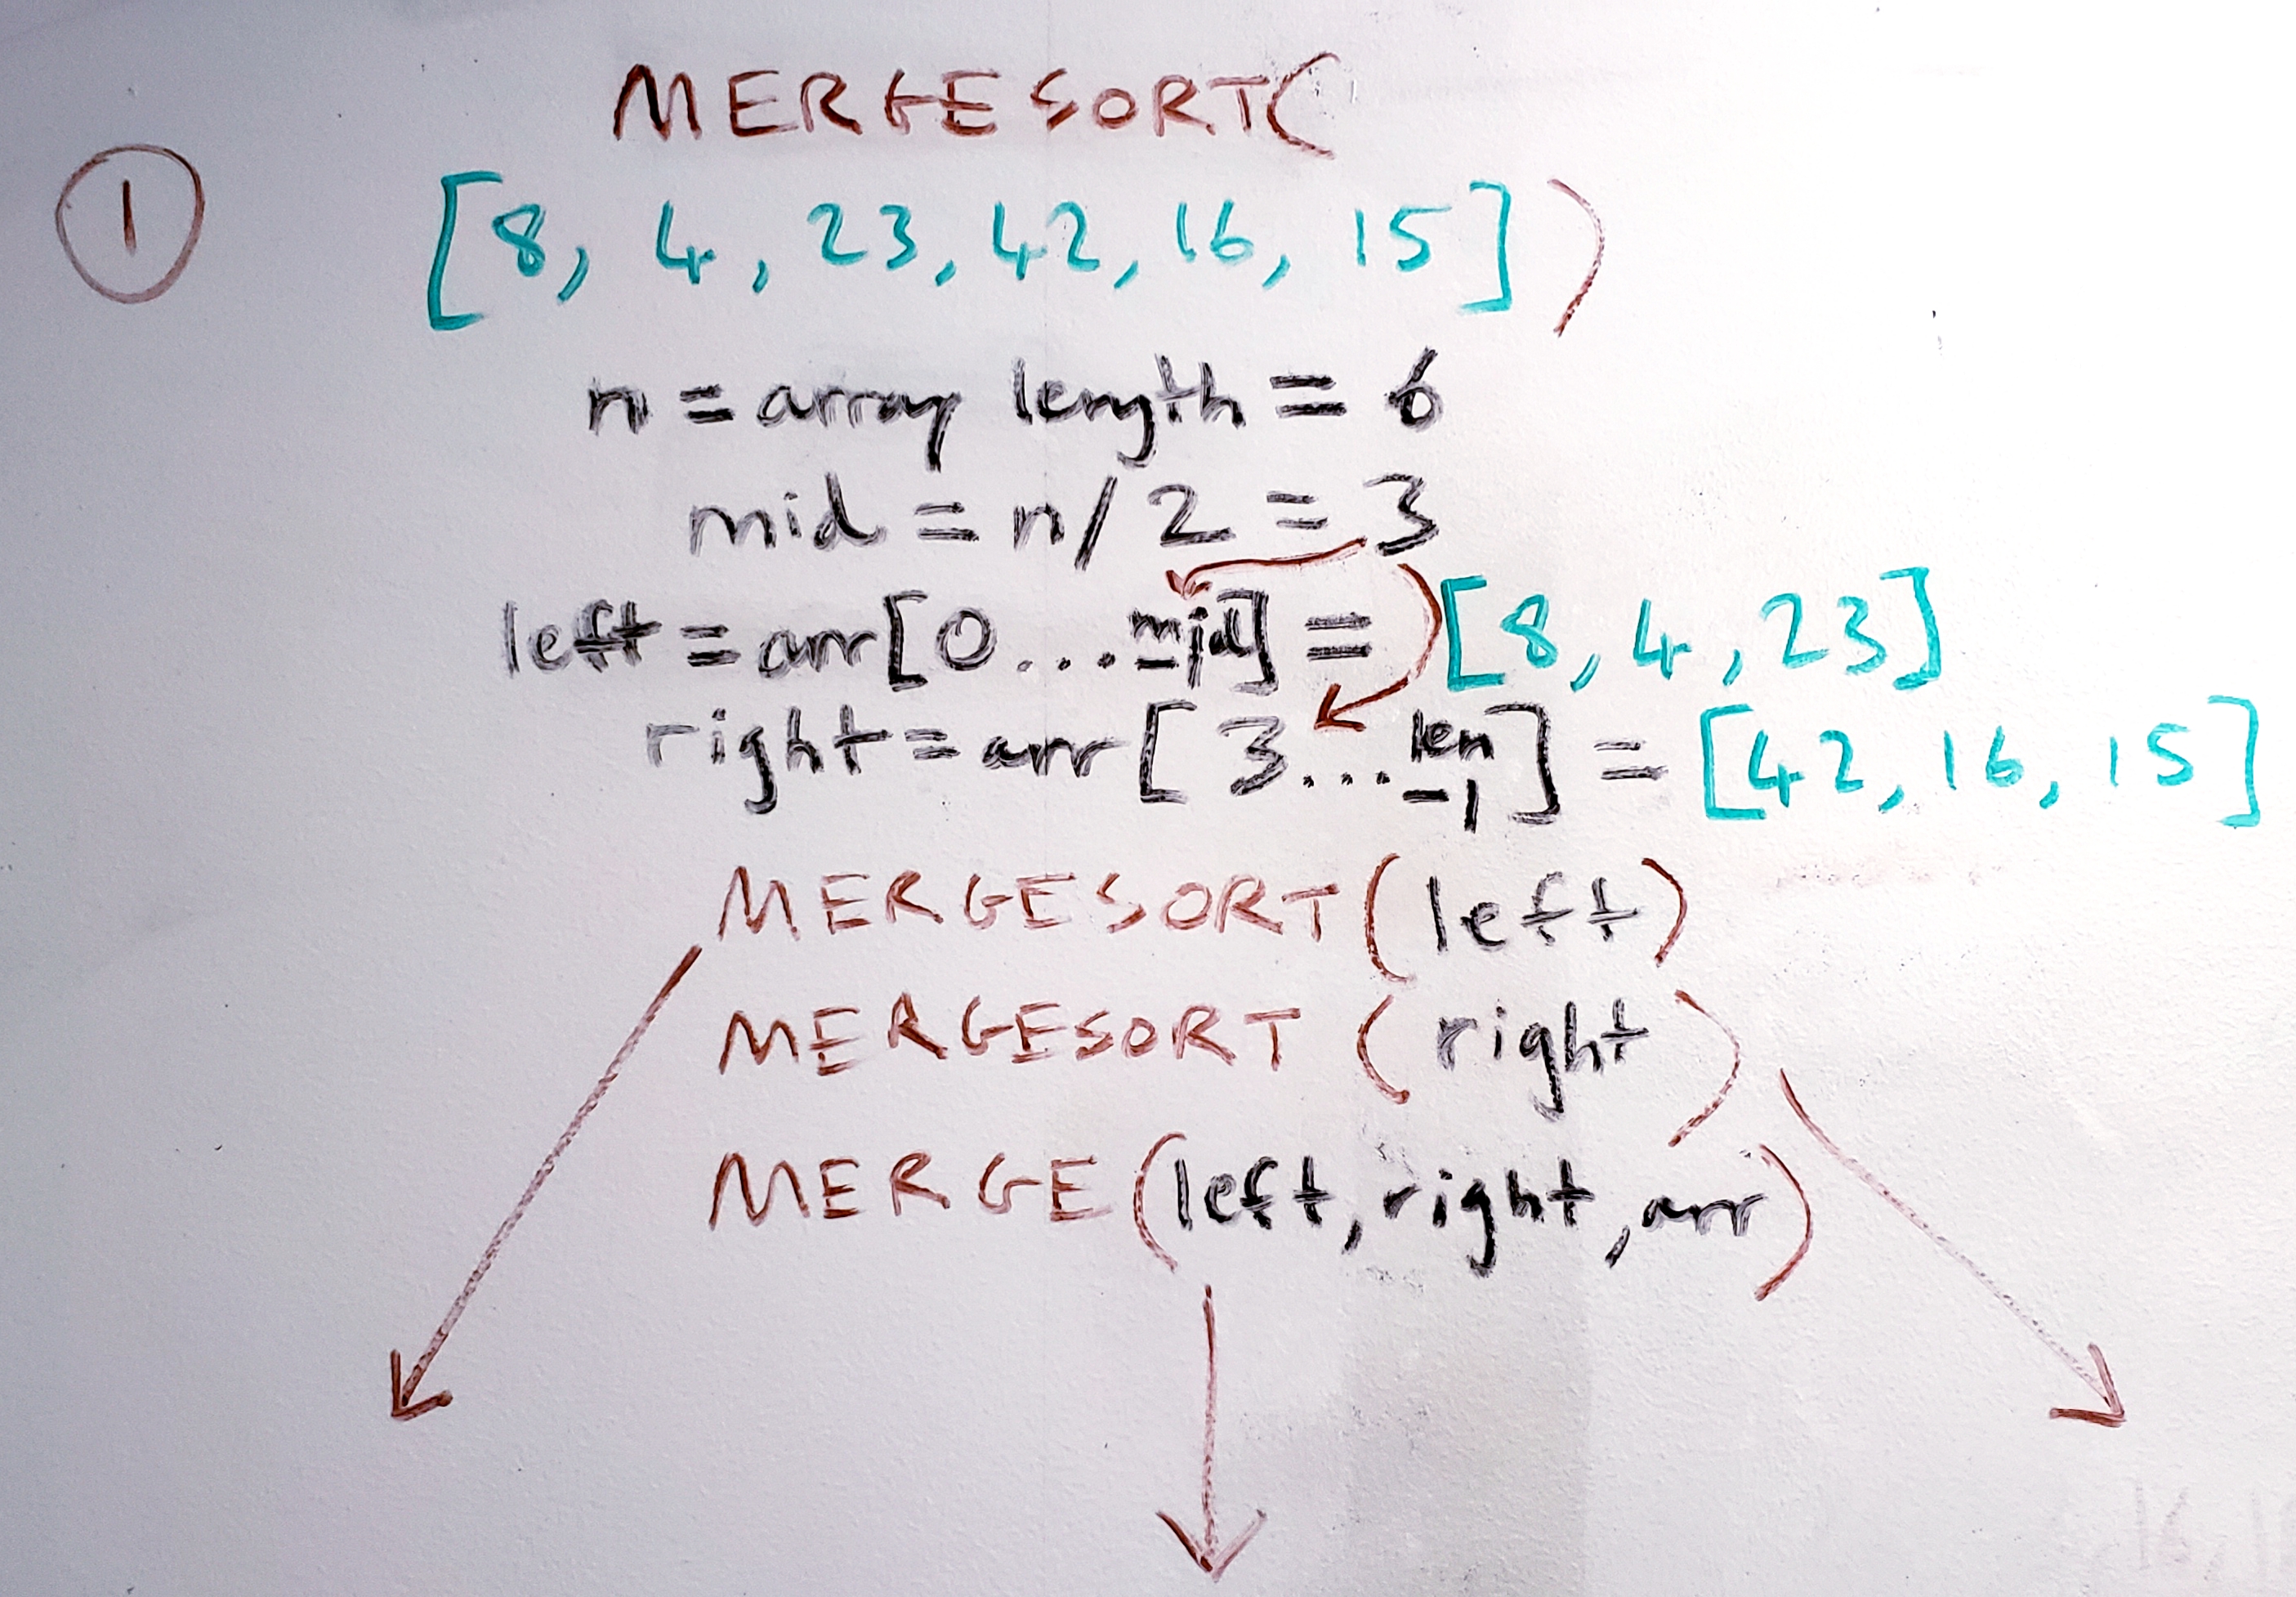 MERGESORT(
1
[8, 4, 23, 42, 16, 15])
n = array length = 6
mid = n/2 = 3
left = arr[0...mid-1] = [8, 4, 23]
right = arr[3...len-1] = [42, 16, 15]
MERGESORT(left)
MERGESORT(right)
MERGE(left, right, arr)